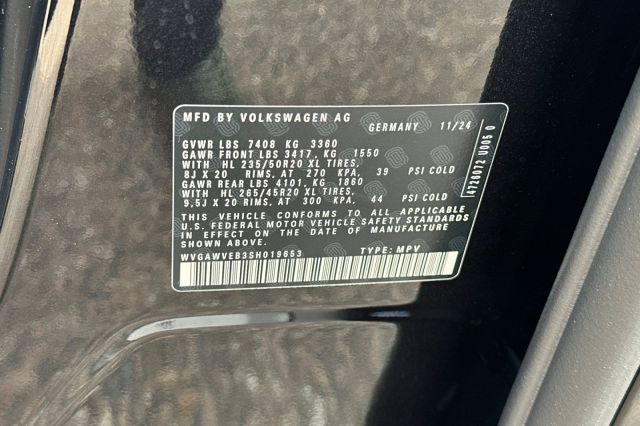 MFD BY VOLKSWAGEN AG
GERMANY 11/24
GVWR LBS 7408 KG 3360
GAWR FRONT LBS 3417, KG 1550
WITH HL 235/50R20 XL TIRES,
8J X 20 RIMS, AT 270 KPA, 39 PSI COLD
GAWR REAR LBS 4101, KG 1860
WITH HL 265/45R20 XL TIRES,
9,5J X 20 RIMS, AT 300 KPA, 44 PSI COLD
THIS VEHICLE CONFORMS TO ALL APPLICABLE
U.S. FEDERAL MOTOR VEHICLE SAFETY STANDARDS
IN EFFECT ON THE DATE OF MANUFACTURE
SHOWN ABOVE.
WVGAWVEB3SH019653 TYPE: MPV
4720072 U005 0